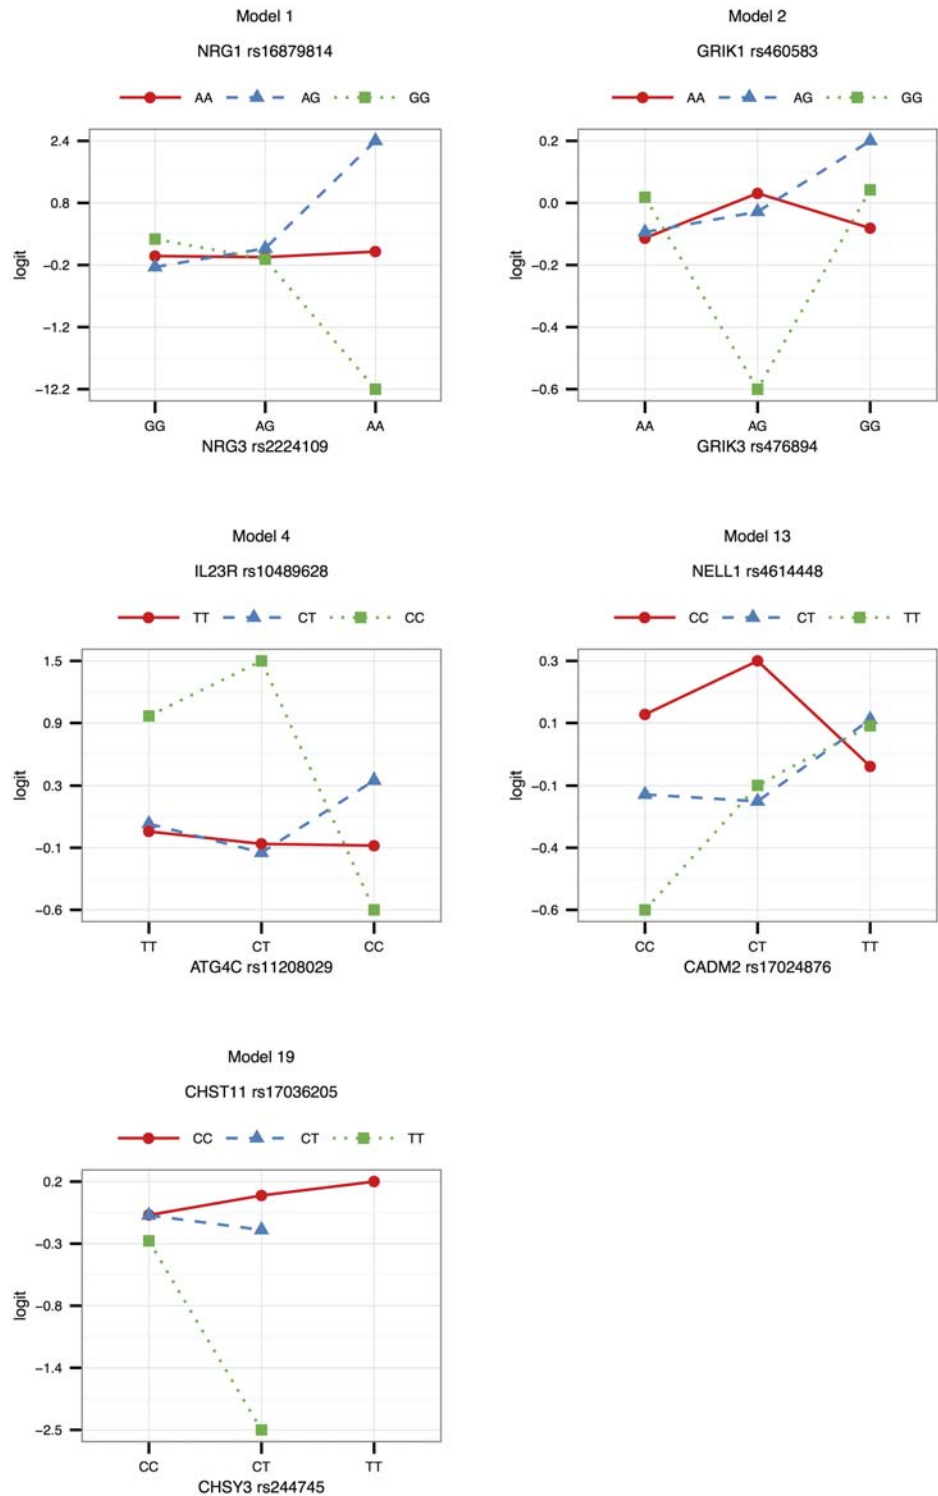 Model 1
NRG1 rs16879814
AA AG GG
2.4
0.8
−0.2
−1.2
−12.2
logit
GG AG AA
NRG3 rs2224109
Model 2
GRIK1 rs460583
AA AG GG
0.2
0.0
−0.2
−0.4
−0.6
logit
AA AG GG
GRIK3 rs476894
Model 4
IL23R rs10489628
TT CT CC
1.5
0.9
0.3
−0.1
−0.6
logit
TT CT CC
ATG4C rs11208029
Model 13
NELL1 rs4614448
CC CT TT
0.3
0.1
−0.1
−0.4
−0.6
logit
CC CT TT
CADM2 rs17024876
Model 19
CHST11 rs17036205
CC CT TT
0.2
−0.3
−0.8
−1.4
−2.5
logit
CC CT TT
CHSY3 rs244745